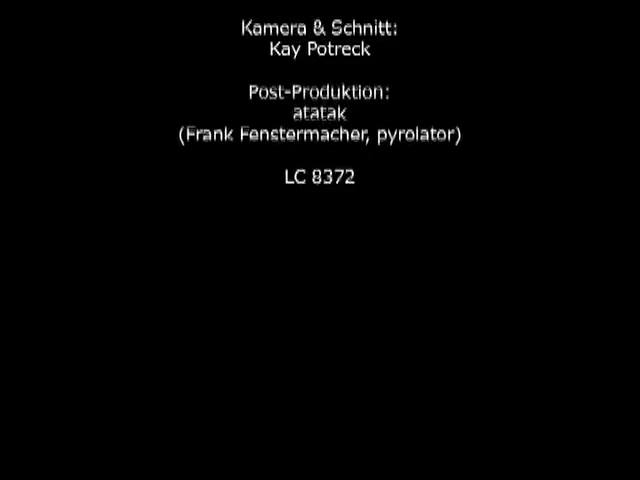 Kamera & Schnitt:
Kay Potreck
Post-Produktion:
atatak
(Frank Fenstermacher, pyrolator)
LC 8372